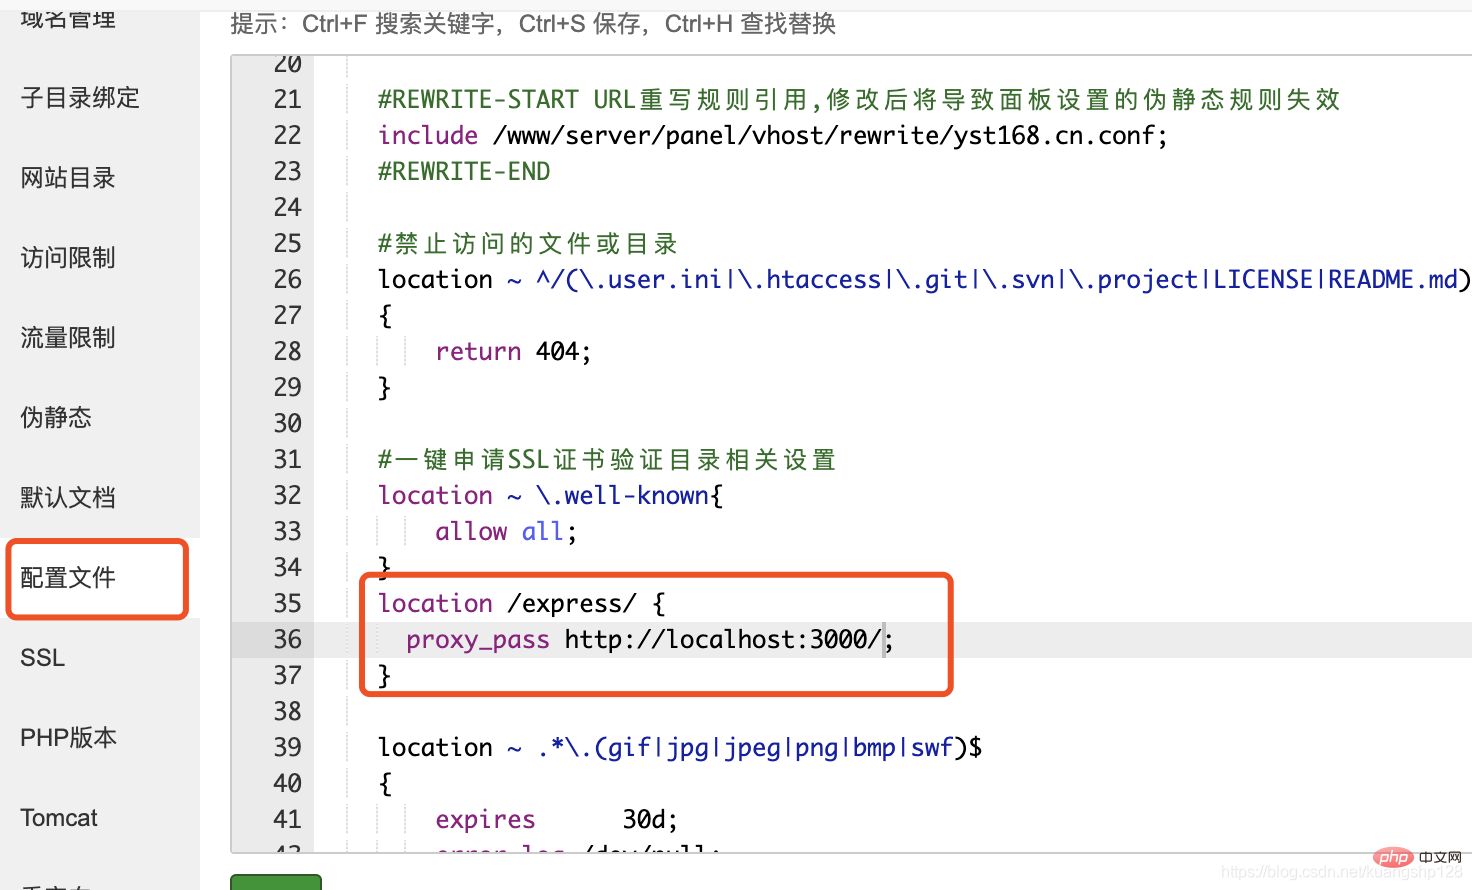 域名管理
子目录绑定
网站目录
访问限制
流量限制
伪静态
默认文档
配置文件
SSL
PHP版本
Tomcat
提示：Ctrl+F 搜索关键字，Ctrl+S 保存，Ctrl+H 查找替换
20
21 #REWRITE-START URL重写规则引用,修改后将导致面板设置的伪静态规则失效
22 include /www/server/panel/vhost/rewrite/yst168.cn.conf;
23 #REWRITE-END
24
25 #禁止访问的文件或目录
26 location ~ ^/(\.user.ini|\.htaccess|\.git|\.svn|\.project|LICENSE|README.md)
27 {
28 return 404;
29 }
30
31 #一键申请SSL证书验证目录相关设置
32 location ~ \.well-known{
33 allow all;
34 }
35 location /express/ {
36 proxy_pass http://localhost:3000/;
37 }
38
39 location ~ .*\.(gif|jpg|jpeg|png|bmp|swf)$
40 {
41 expires 30d;
42 error_log /dev/null;
php 中文网
https://blog.csdn.net/kuangshp128